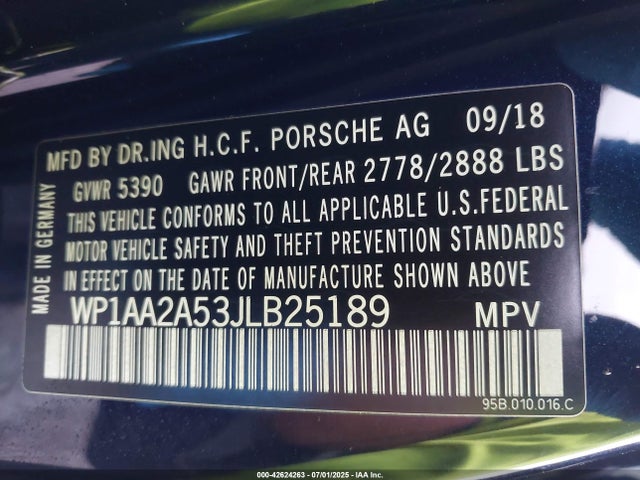 MFD BY DR.ING H.C.F. PORSCHE AG 09/18
GVWR 5390 GAWR FRONT/REAR 2778/2888 LBS
THIS VEHICLE CONFORMS TO ALL APPLICABLE U.S.FEDERAL
MOTOR VEHICLE SAFETY AND THEFT PREVENTION STANDARDS
IN EFFECT ON THE DATE OF MANUFACTURE SHOWN ABOVE
WP1AA2A53JLB25189 MPV
MADE IN GERMANY
95B.010.016.C
000-42624263 - 07/01/2025 - IAA Inc.